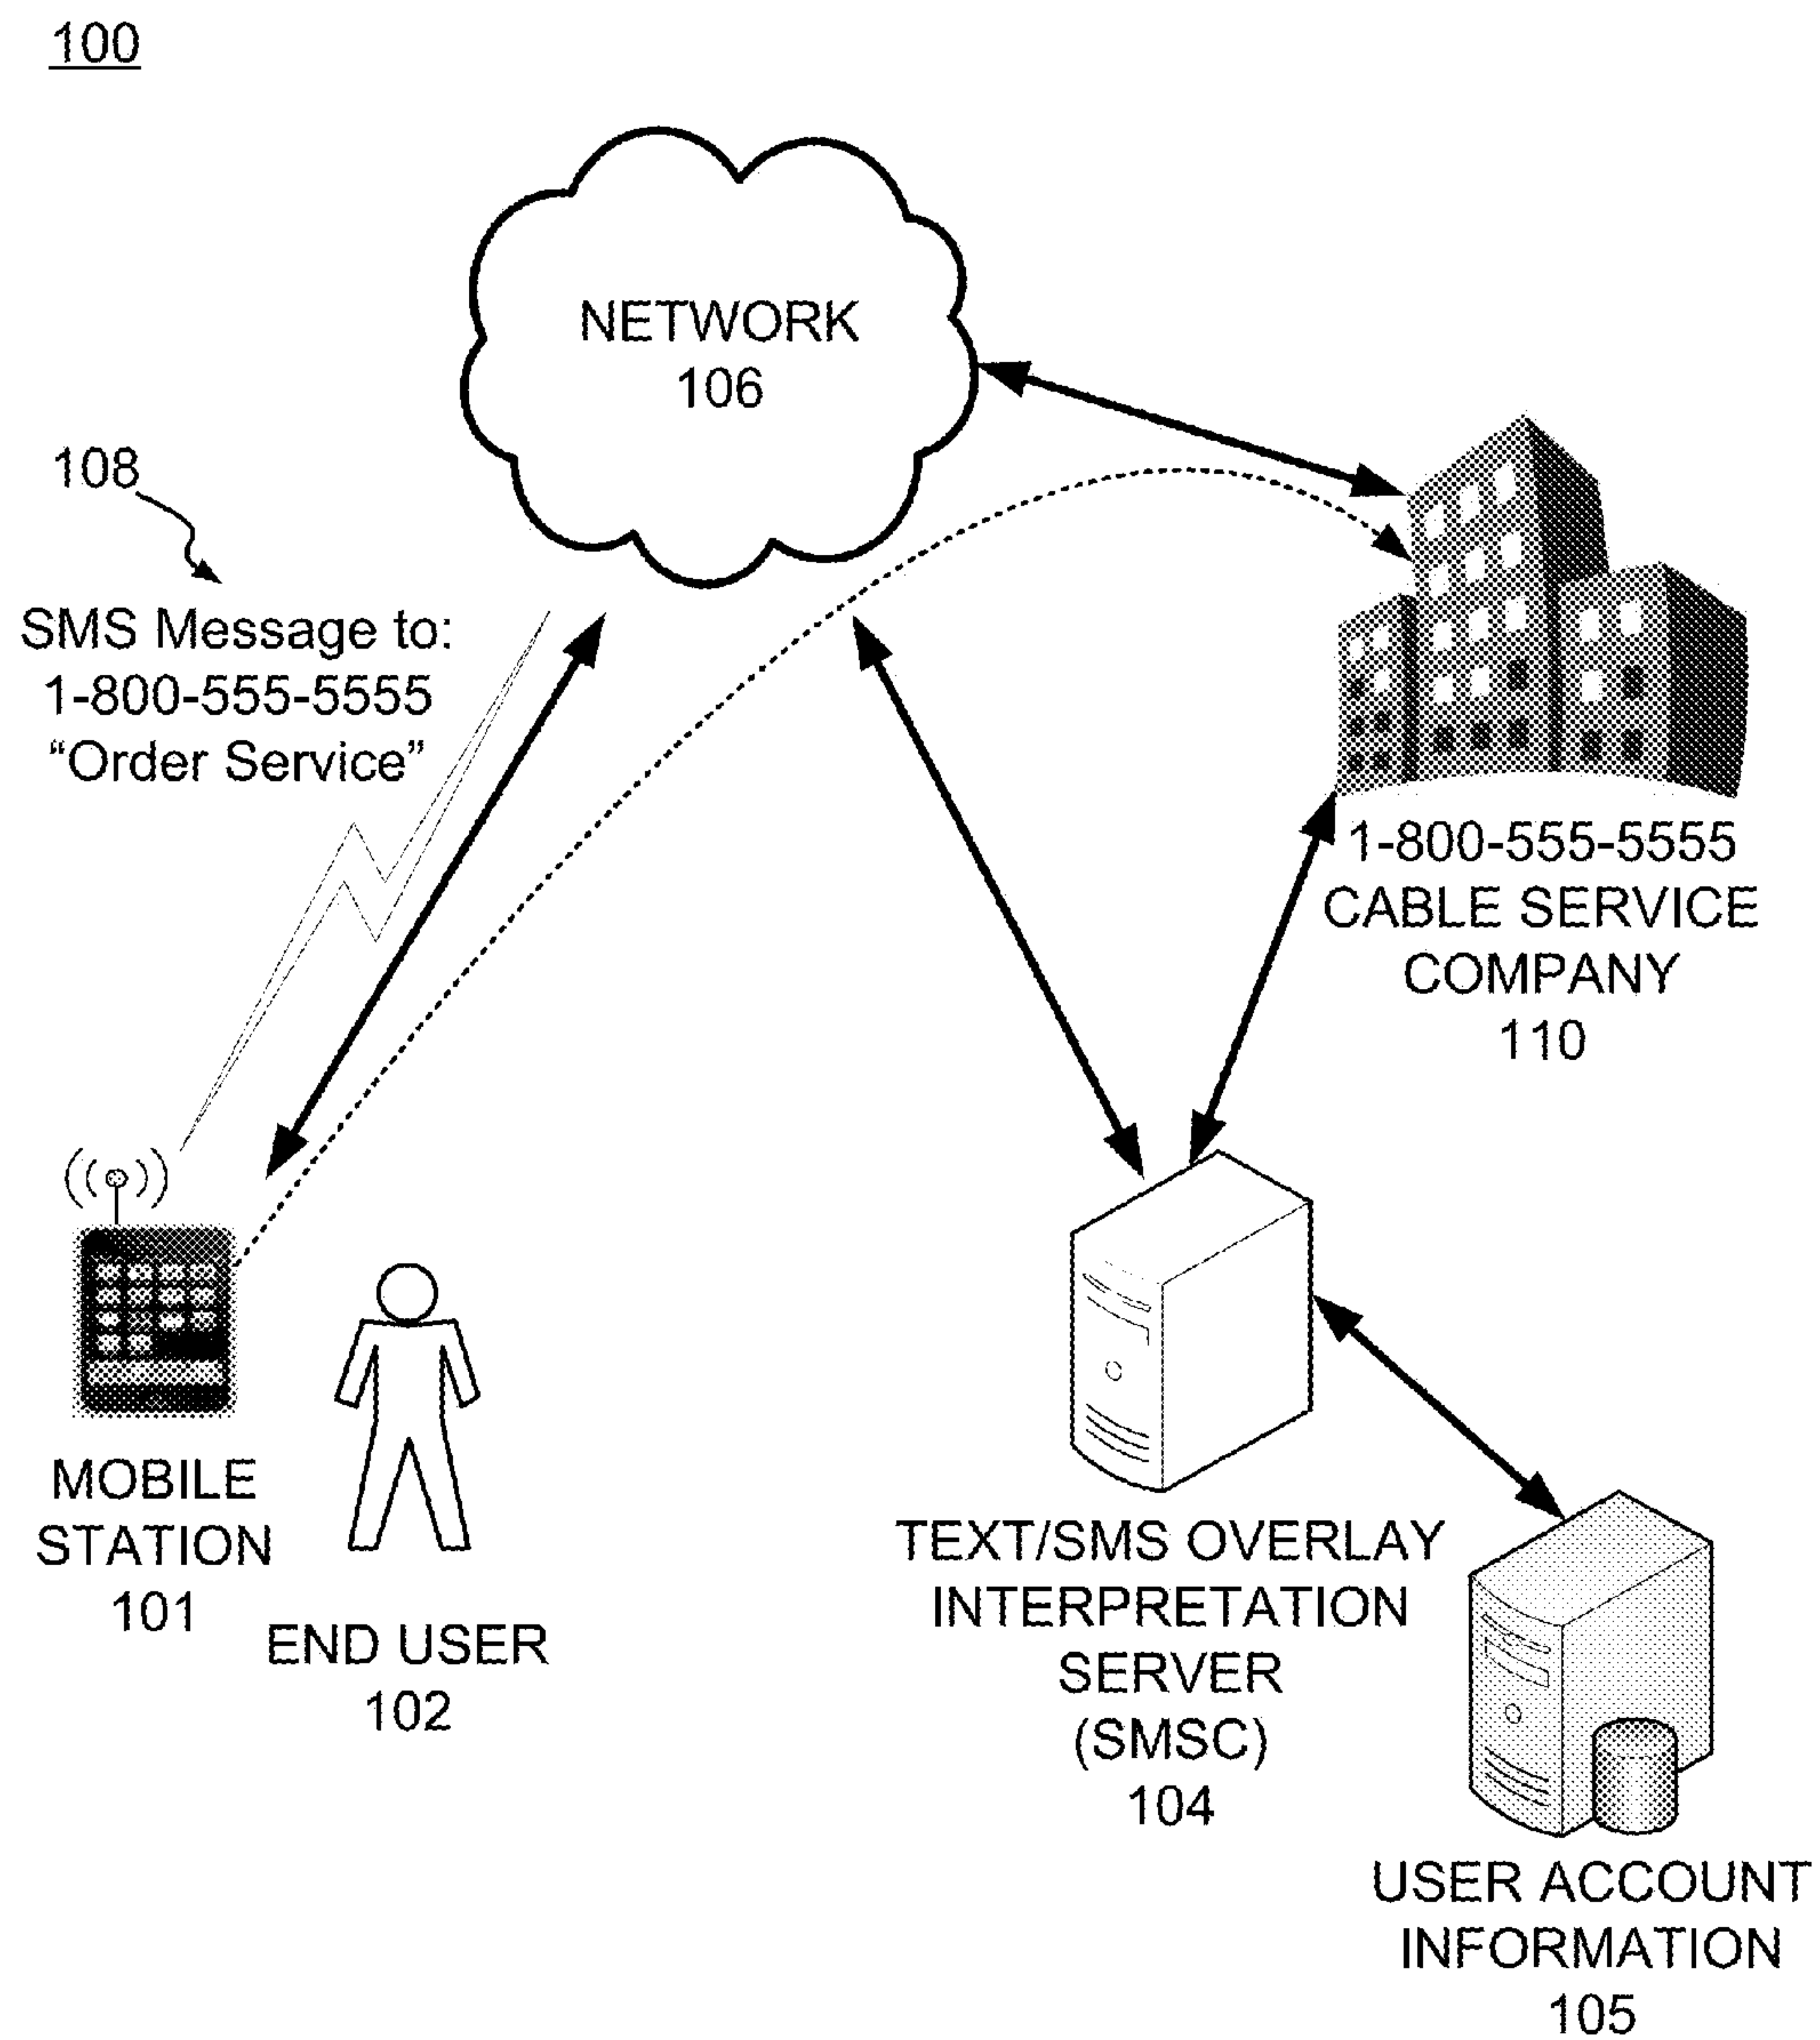 100
NETWORK
106
108
SMS Message to:
1-800-555-5555
“Order Service”
1-800-555-5555
CABLE SERVICE
COMPANY
110
MOBILE
STATION
101
END USER
102
TEXT/SMS OVERLAY
INTERPRETATION
SERVER
(SMSC)
104
USER ACCOUNT
INFORMATION
105